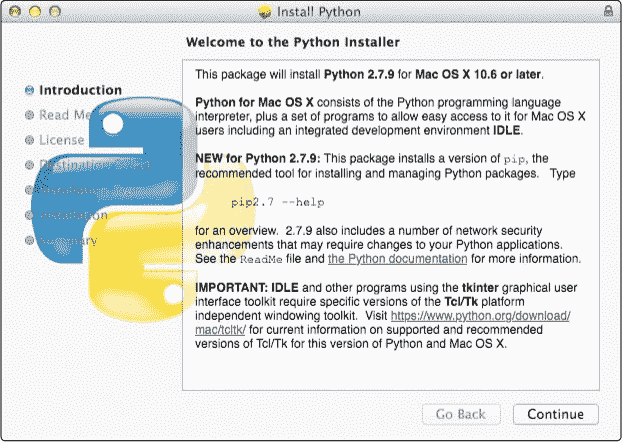 Install Python
Welcome to the Python Installer
Introduction
Read Me
License
Destination Select
Installation
Summary
This package will install Python 2.7.9 for Mac OS X 10.6 or later.
Python for Mac OS X consists of the Python programming language
interpreter, plus a set of programs to allow easy access to it for Mac OS X
users including an integrated development environment IDLE.
NEW for Python 2.7.9: This package installs a version of pip, the
recommended tool for installing and managing Python packages. Type
pip2.7 --help
for an overview. 2.7.9 also includes a number of network security
enhancements that may require changes to your Python applications.
See the ReadMe file and the Python documentation for more information.
IMPORTANT: IDLE and other programs using the tkinter graphical user
interface toolkit require specific versions of the Tcl/Tk platform
independent windowing toolkit. Visit https://www.python.org/download/
mac/tcltk/ for current information on supported and recommended
versions of Tcl/Tk for this version of Python and Mac OS X.
Go Back
Continue